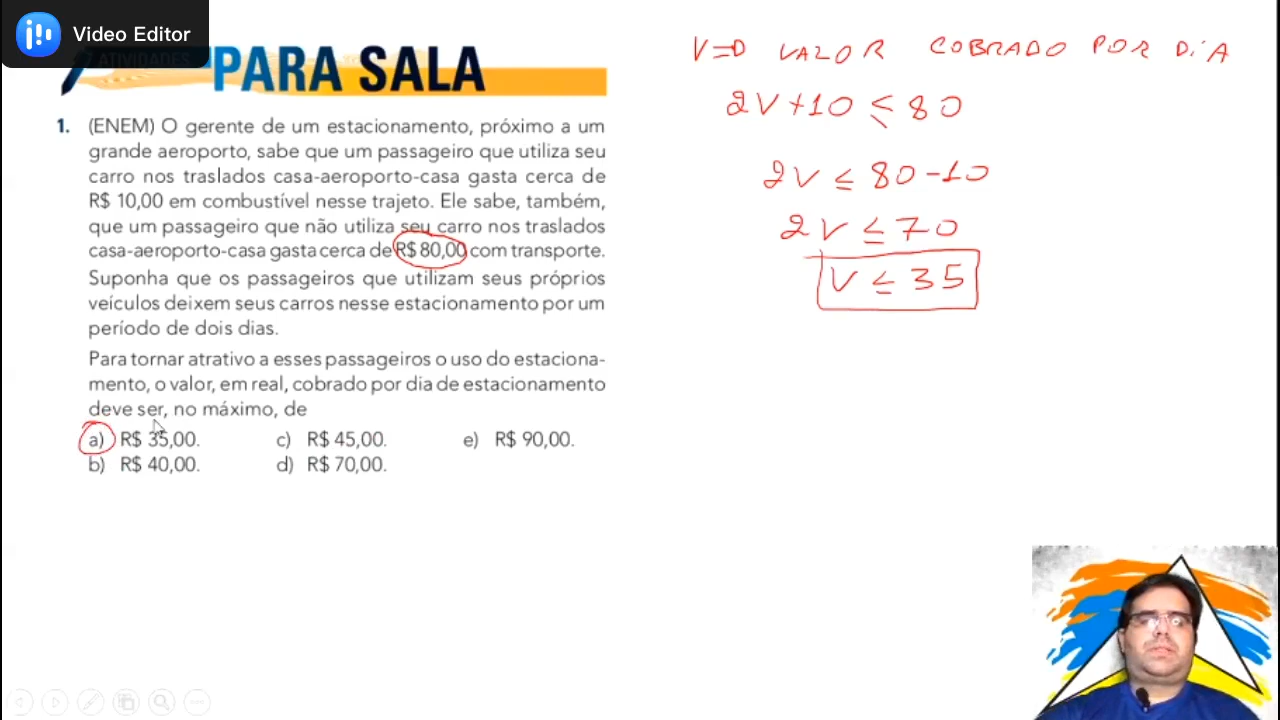 Video Editor
7 ATIVIDADES PARA SALA
1. (ENEM) O gerente de um estacionamento, próximo a um
grande aeroporto, sabe que um passageiro que utiliza seu
carro nos traslados casa-aeroporto-casa gasta cerca de
R$ 10,00 em combustível nesse trajeto. Ele sabe, também,
que um passageiro que não utiliza seu carro nos traslados
casa-aeroporto-casa gasta cerca de R$ 80,00 com transporte.
Suponha que os passageiros que utilizam seus próprios
veículos deixem seus carros nesse estacionamento por um
período de dois dias.
Para tornar atrativo a esses passageiros o uso do estaciona-
mento, o valor, em real, cobrado por dia de estacionamento
deve ser, no máximo, de
a) R$ 35,00. c) R$ 45,00. e) R$ 90,00.
b) R$ 40,00. d) R$ 70,00.
V⇒ VALOR COBRADO POR DIA
2V + 10 ≤ 80
2V ≤ 80 - 10
2V ≤ 70
V ≤ 35